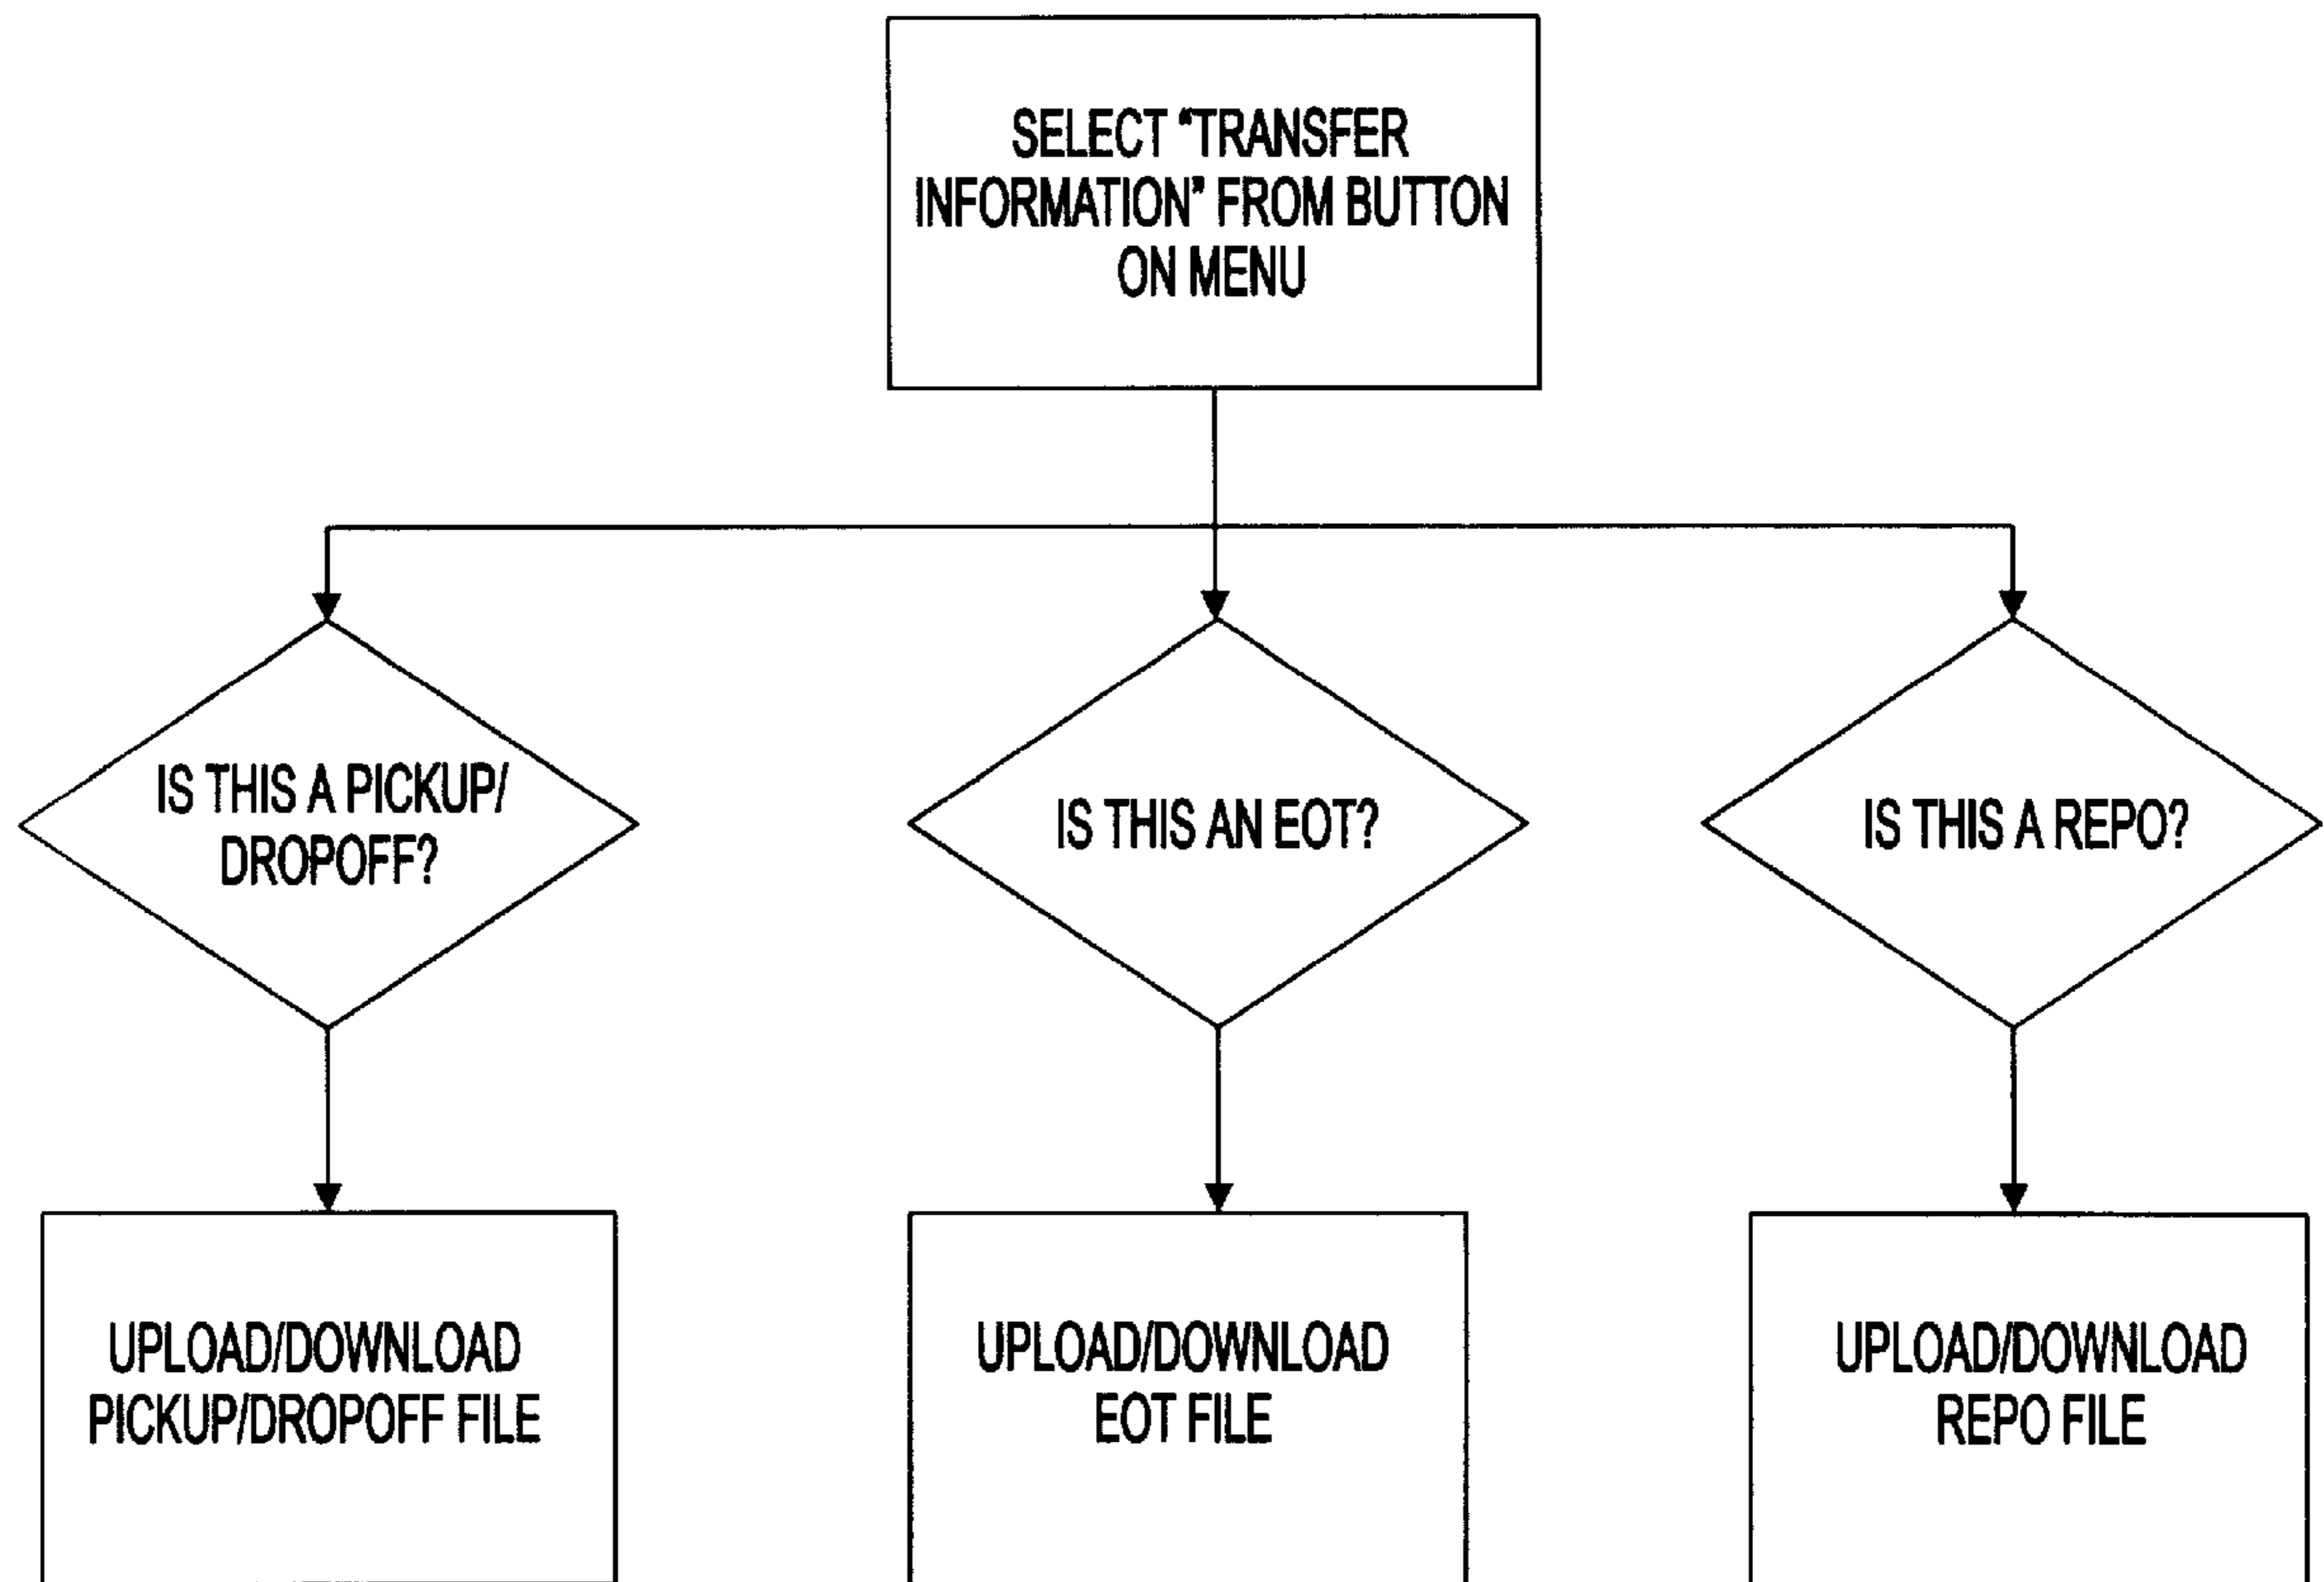 SELECT “TRANSFER
INFORMATION” FROM BUTTON
ON MENU
IS THIS A PICKUP/
DROPOFF?
IS THIS AN EOT?
IS THIS A REPO?
UPLOAD/DOWNLOAD
PICKUP/DROPOFF FILE
UPLOAD/DOWNLOAD
EOT FILE
UPLOAD/DOWNLOAD
REPO FILE